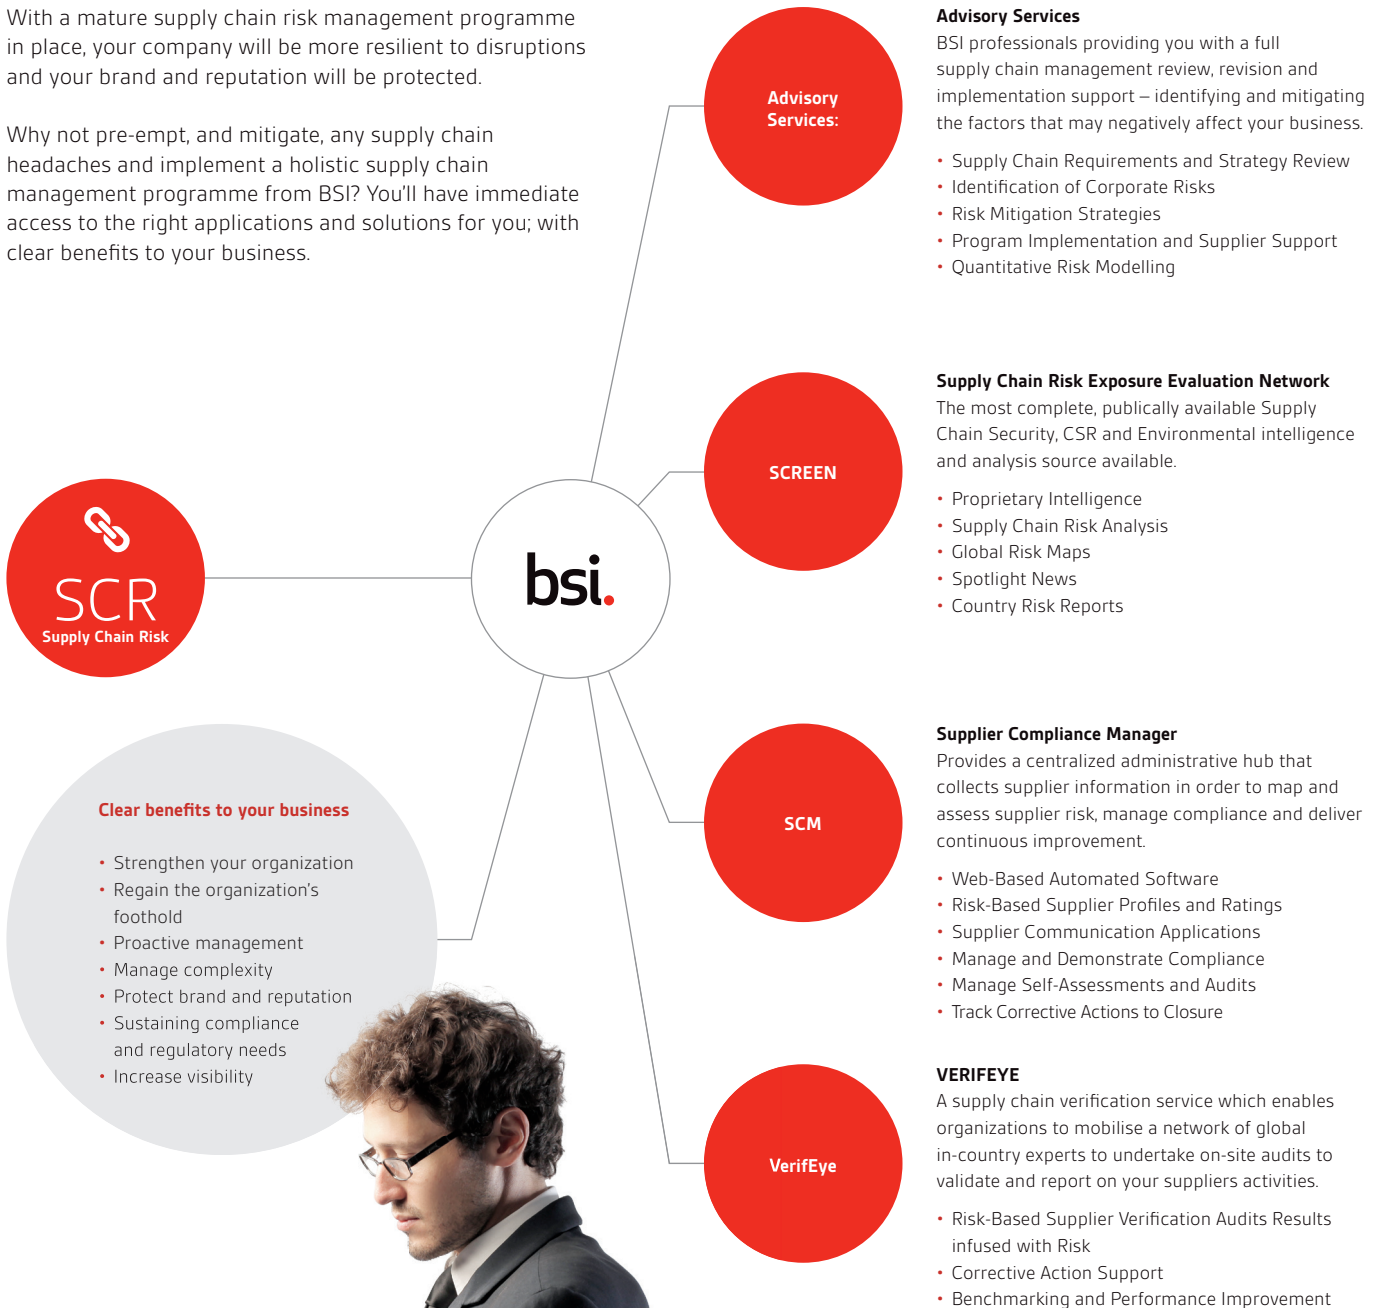 With a mature supply chain risk management programme
in place, your company will be more resilient to disruptions
and your brand and reputation will be protected.
Why not pre-empt, and mitigate, any supply chain
headaches and implement a holistic supply chain
management programme from BSI? You'll have immediate
access to the right applications and solutions for you; with
clear benefits to your business.
SCR
Supply Chain Risk
bsi.
Clear benefits to your business
• Strengthen your organization
• Regain the organization's
foothold
• Proactive management
• Manage complexity
• Protect brand and reputation
• Sustaining compliance
and regulatory needs
• Increase visibility
Advisory
Services:
Advisory Services
BSI professionals providing you with a full
supply chain management review, revision and
implementation support – identifying and mitigating
the factors that may negatively affect your business.
• Supply Chain Requirements and Strategy Review
• Identification of Corporate Risks
• Risk Mitigation Strategies
• Program Implementation and Supplier Support
• Quantitative Risk Modelling
SCREEN
Supply Chain Risk Exposure Evaluation Network
The most complete, publically available Supply
Chain Security, CSR and Environmental intelligence
and analysis source available.
• Proprietary Intelligence
• Supply Chain Risk Analysis
• Global Risk Maps
• Spotlight News
• Country Risk Reports
SCM
Supplier Compliance Manager
Provides a centralized administrative hub that
collects supplier information in order to map and
assess supplier risk, manage compliance and deliver
continuous improvement.
• Web-Based Automated Software
• Risk-Based Supplier Profiles and Ratings
• Supplier Communication Applications
• Manage and Demonstrate Compliance
• Manage Self-Assessments and Audits
• Track Corrective Actions to Closure
VerifEye
VERIFEYE
A supply chain verification service which enables
organizations to mobilise a network of global
in-country experts to undertake on-site audits to
validate and report on your suppliers activities.
• Risk-Based Supplier Verification Audits Results
infused with Risk
• Corrective Action Support
• Benchmarking and Performance Improvement